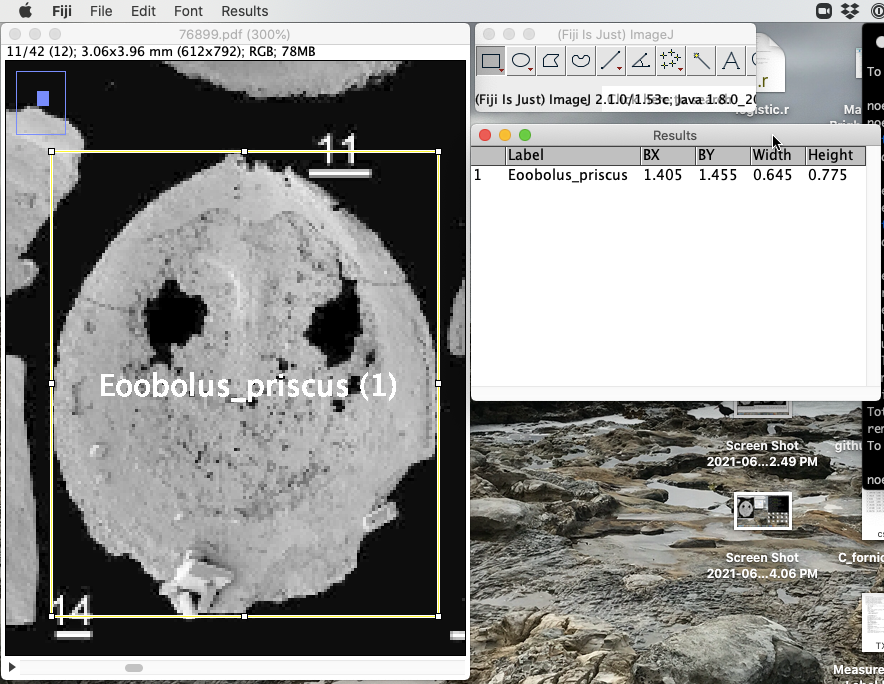 Fiji File Edit Font Results
76899.pdf (300%)
11/42 (12); 3.06x3.96 mm (612x792); RGB; 78MB
11
Eoobolus_priscus (1)
14
(Fiji Is Just) ImageJ
(Fiji Is Just) ImageJ 2.1.0/1.53c; Java 1.8.0_20
Results
Label BX BY Width Height
1 Eoobolus_priscus 1.405 1.455 0.645 0.775
To
Screen Shot
2021-06...2.49 PM
To
Screen Shot
2021-06...4.06 PM
C_fornic
Measure